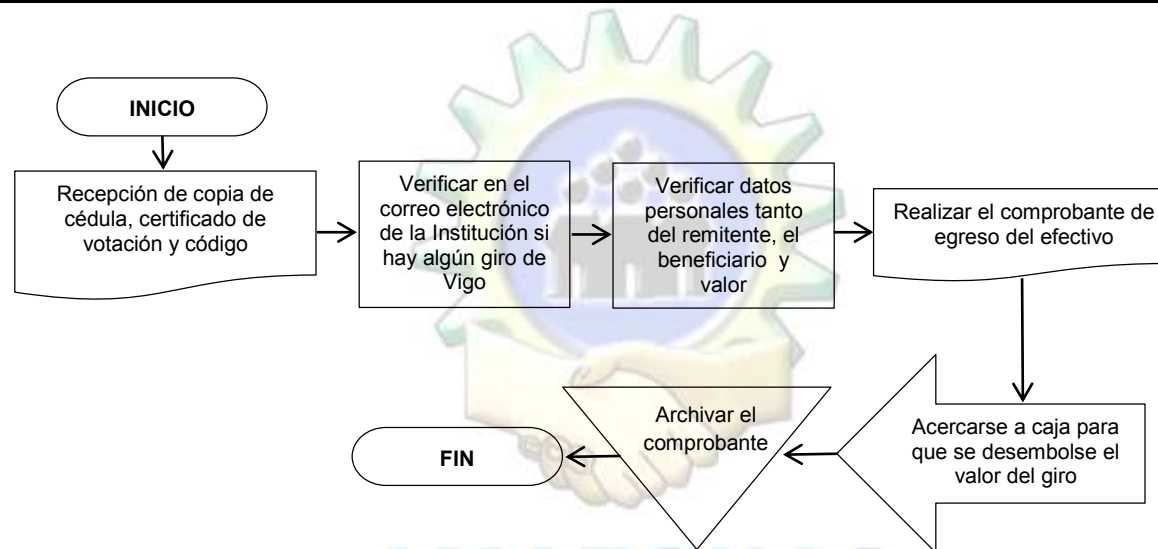 INICIO
Recepción de copia de
cédula, certificado de
votación y código
Verificar en el
correo electrónico
de la Institución si
hay algún giro de
Vigo
Verificar datos
personales tanto
del remitente, el
beneficiario y
valor
Realizar el comprobante de
egreso del efectivo
Acercarse a caja para
que se desembolse el
valor del giro
Archivar el
comprobante
FIN